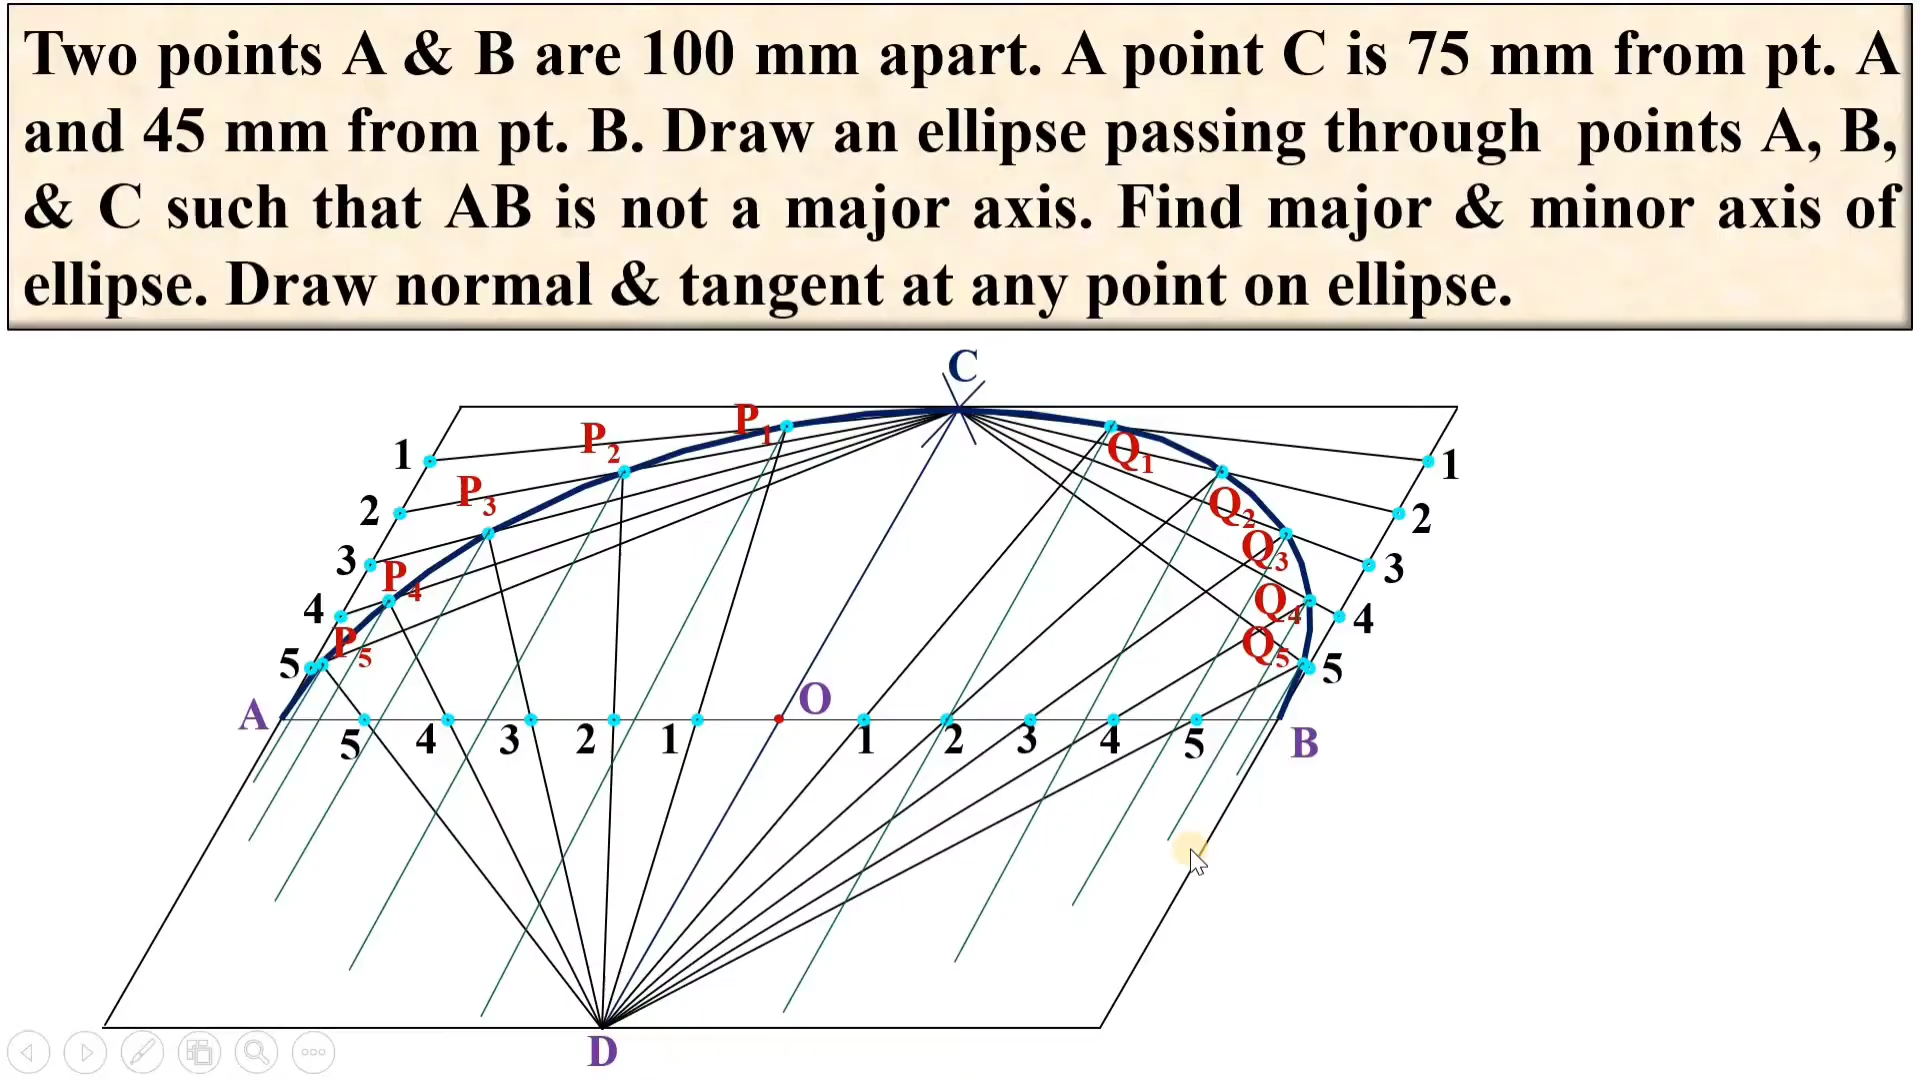 Two points A & B are 100 mm apart. A point C is 75 mm from pt. A
and 45 mm from pt. B. Draw an ellipse passing through points A, B,
& C such that AB is not a major axis. Find major & minor axis of
ellipse. Draw normal & tangent at any point on ellipse.
C
P1
P2
Q1
1
1
P3
Q2
2
2
Q3
3
3
P4
Q4
4
4
P5
Q5
5
5
A
O
B
5 4 3 2 1 1 2 3 4 5
D